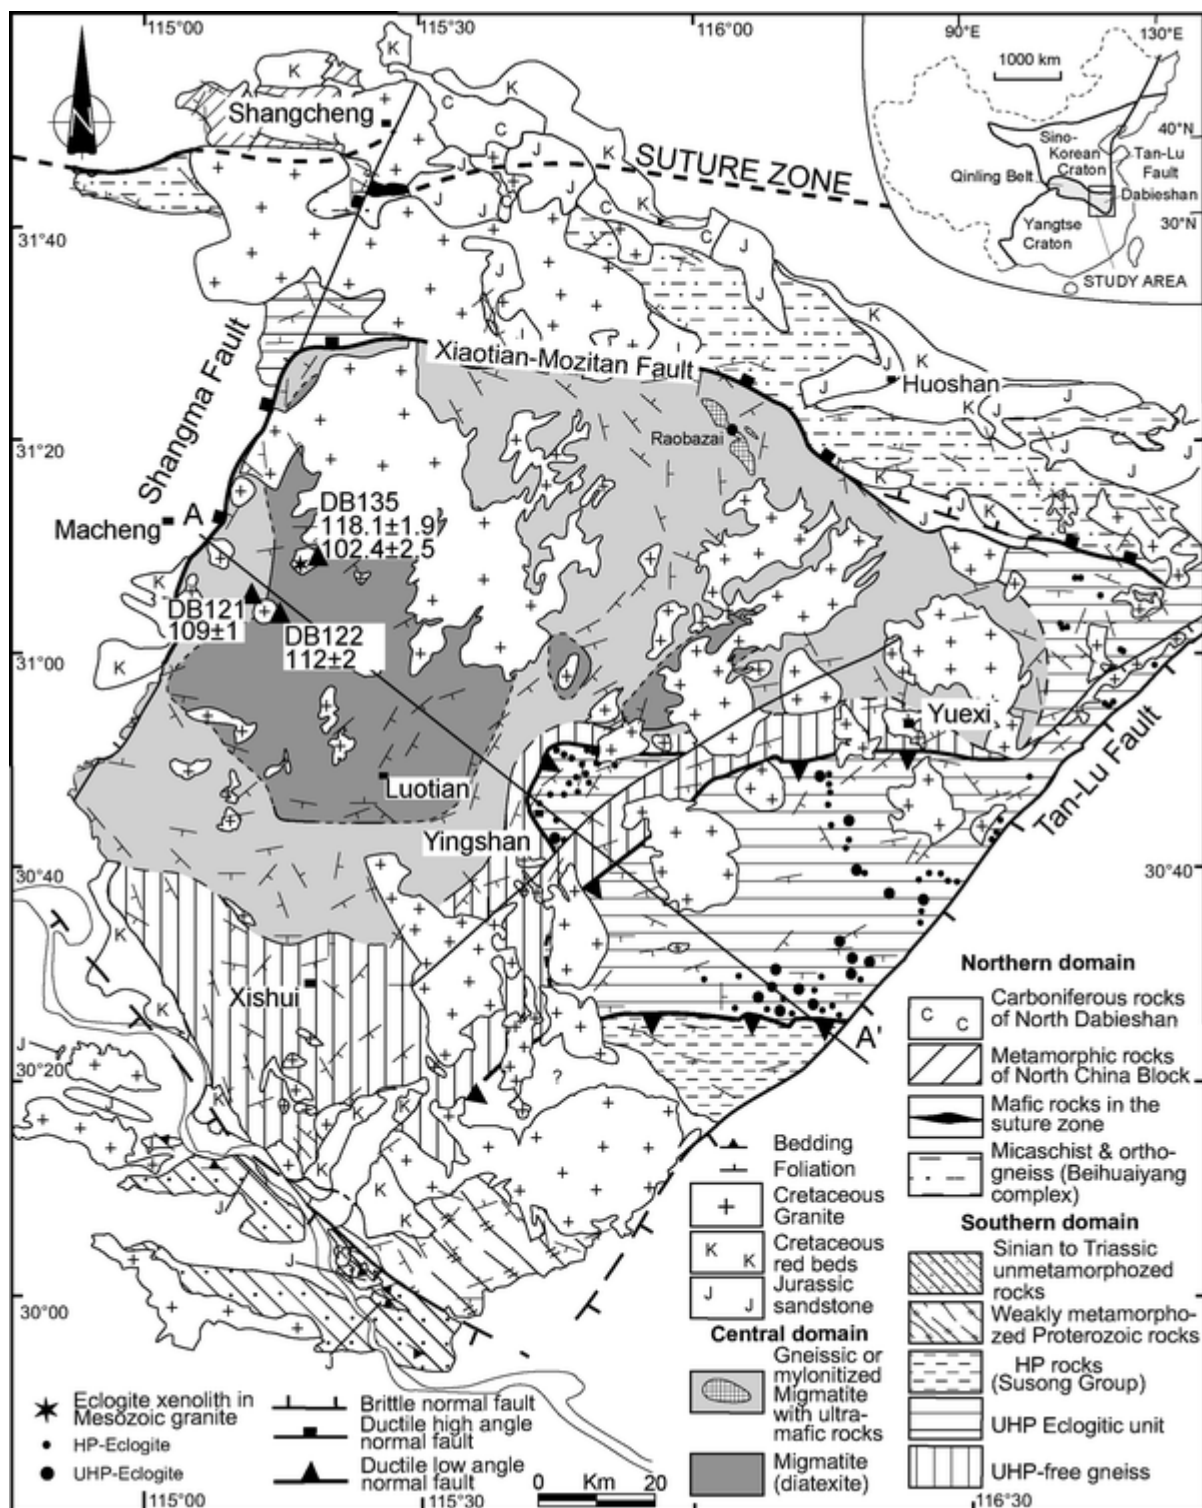 115°00
115°30
116°00
90°E
130°E
1000 km
N
K
K
Shangcheng
C
K
C
SUTURE ZONE
Sino-
Korean
Craton
40°N
Tan-Lu
Fault
Qinling Belt
Dabieshan
Yangtse
Craton
30°N
STUDY AREA
31°40
Shangma Fault
Xiaotian-Mozitan Fault
Huoshan
Raobazai
31°20
Macheng
A
DB135
118.1±1.9
102.4±2.5
DB121
109±1
DB122
112±2
31°00
K
Yuexi
Tan-Lu Fault
Luotian
Yingshan
30°40
30°40
K
Xishui
A'
J
30°20
K
?
K
K
J
J
30°00
J
Northern domain
C C
Carboniferous rocks
of North Dabieshan
Metamorphic rocks
of North China Block
Mafic rocks in the
suture zone
Micaschist & ortho-
gneiss (Beihuaiyang
complex)
Southern domain
Sinian to Triassic
unmetamorphozed
rocks
Weakly metamorpho-
zed Proterozoic rocks
HP rocks
(Susong Group)
UHP Eclogitic unit
UHP-free gneiss
Bedding
Foliation
Cretaceous
Granite
K K
Cretaceous
red beds
J J
Jurassic
sandstone
Central domain
Gneissic or
mylonitized
Migmatite
with ultra-
mafic rocks
Migmatite
(diatexite)
Eclogite xenolith in
Mesozoic granite
HP-Eclogite
UHP-Eclogite
Brittle normal fault
Ductile high angle
normal fault
Ductile low angle
normal fault
0 Km 20
115°00
115°30
116°30